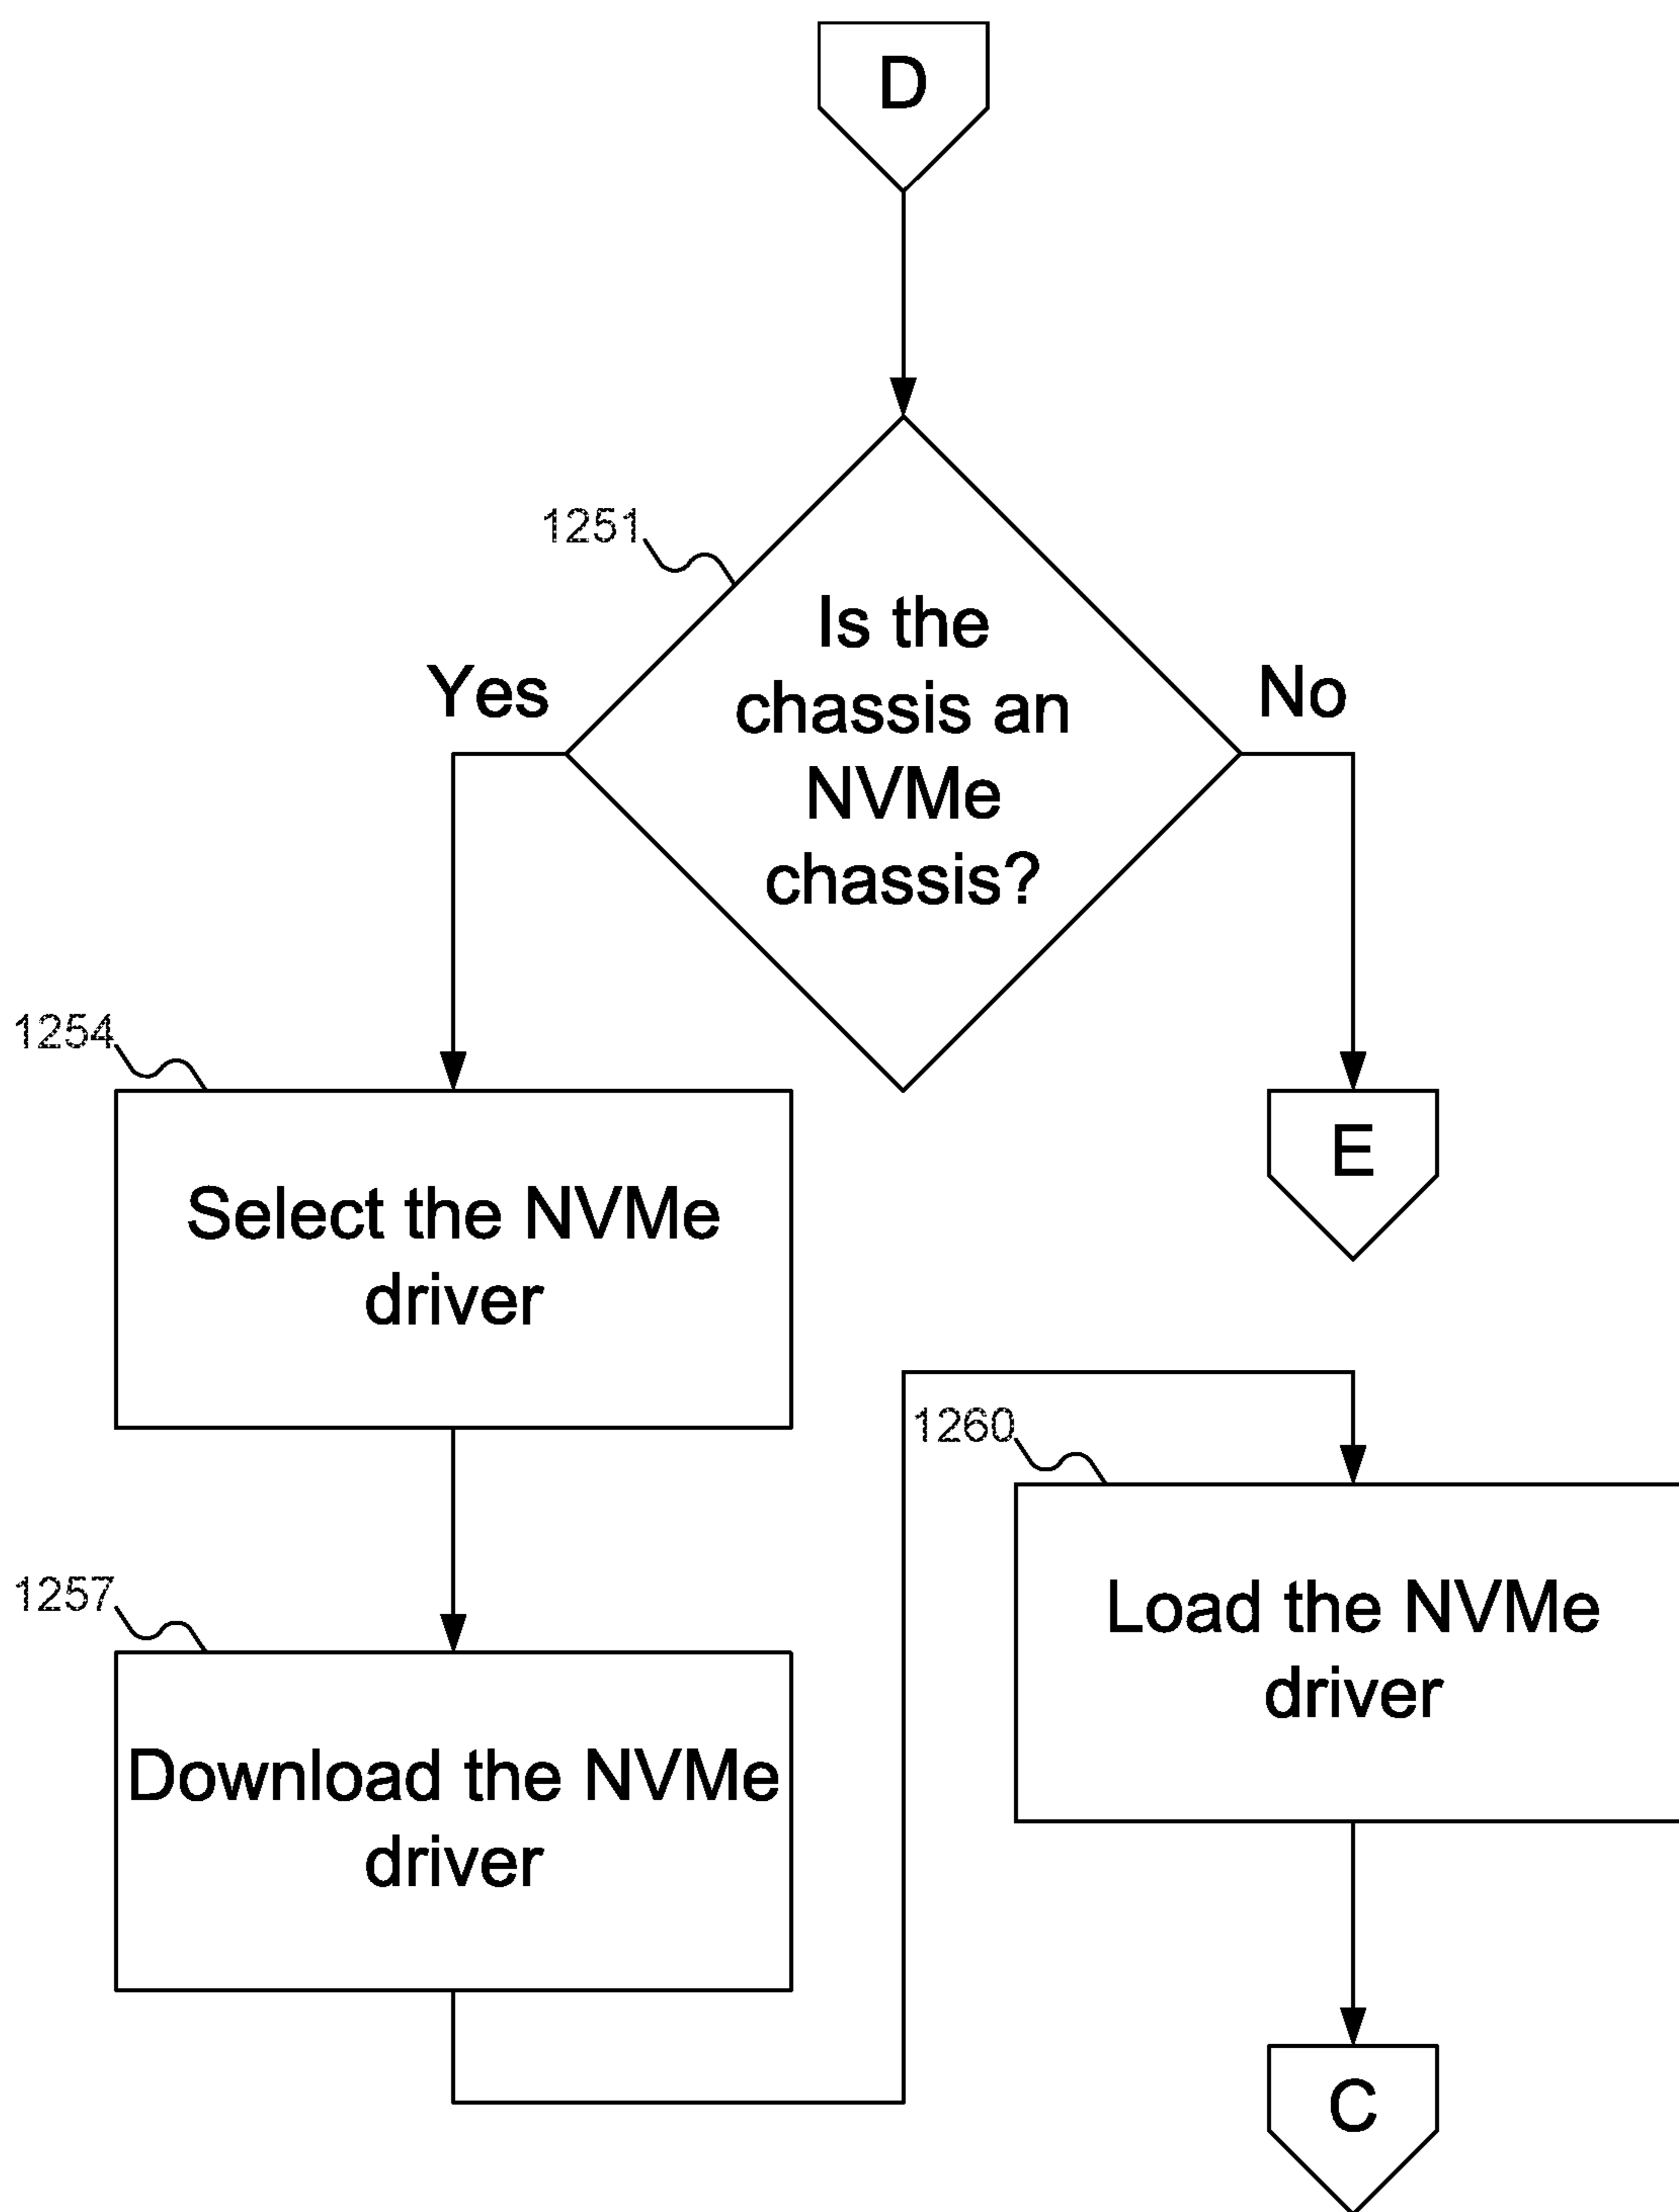 D
1251
Is the
chassis an
NVMe
chassis?
Yes
No
1254
Select the NVMe
driver
E
1257
Download the NVMe
driver
1260
Load the NVMe
driver
C